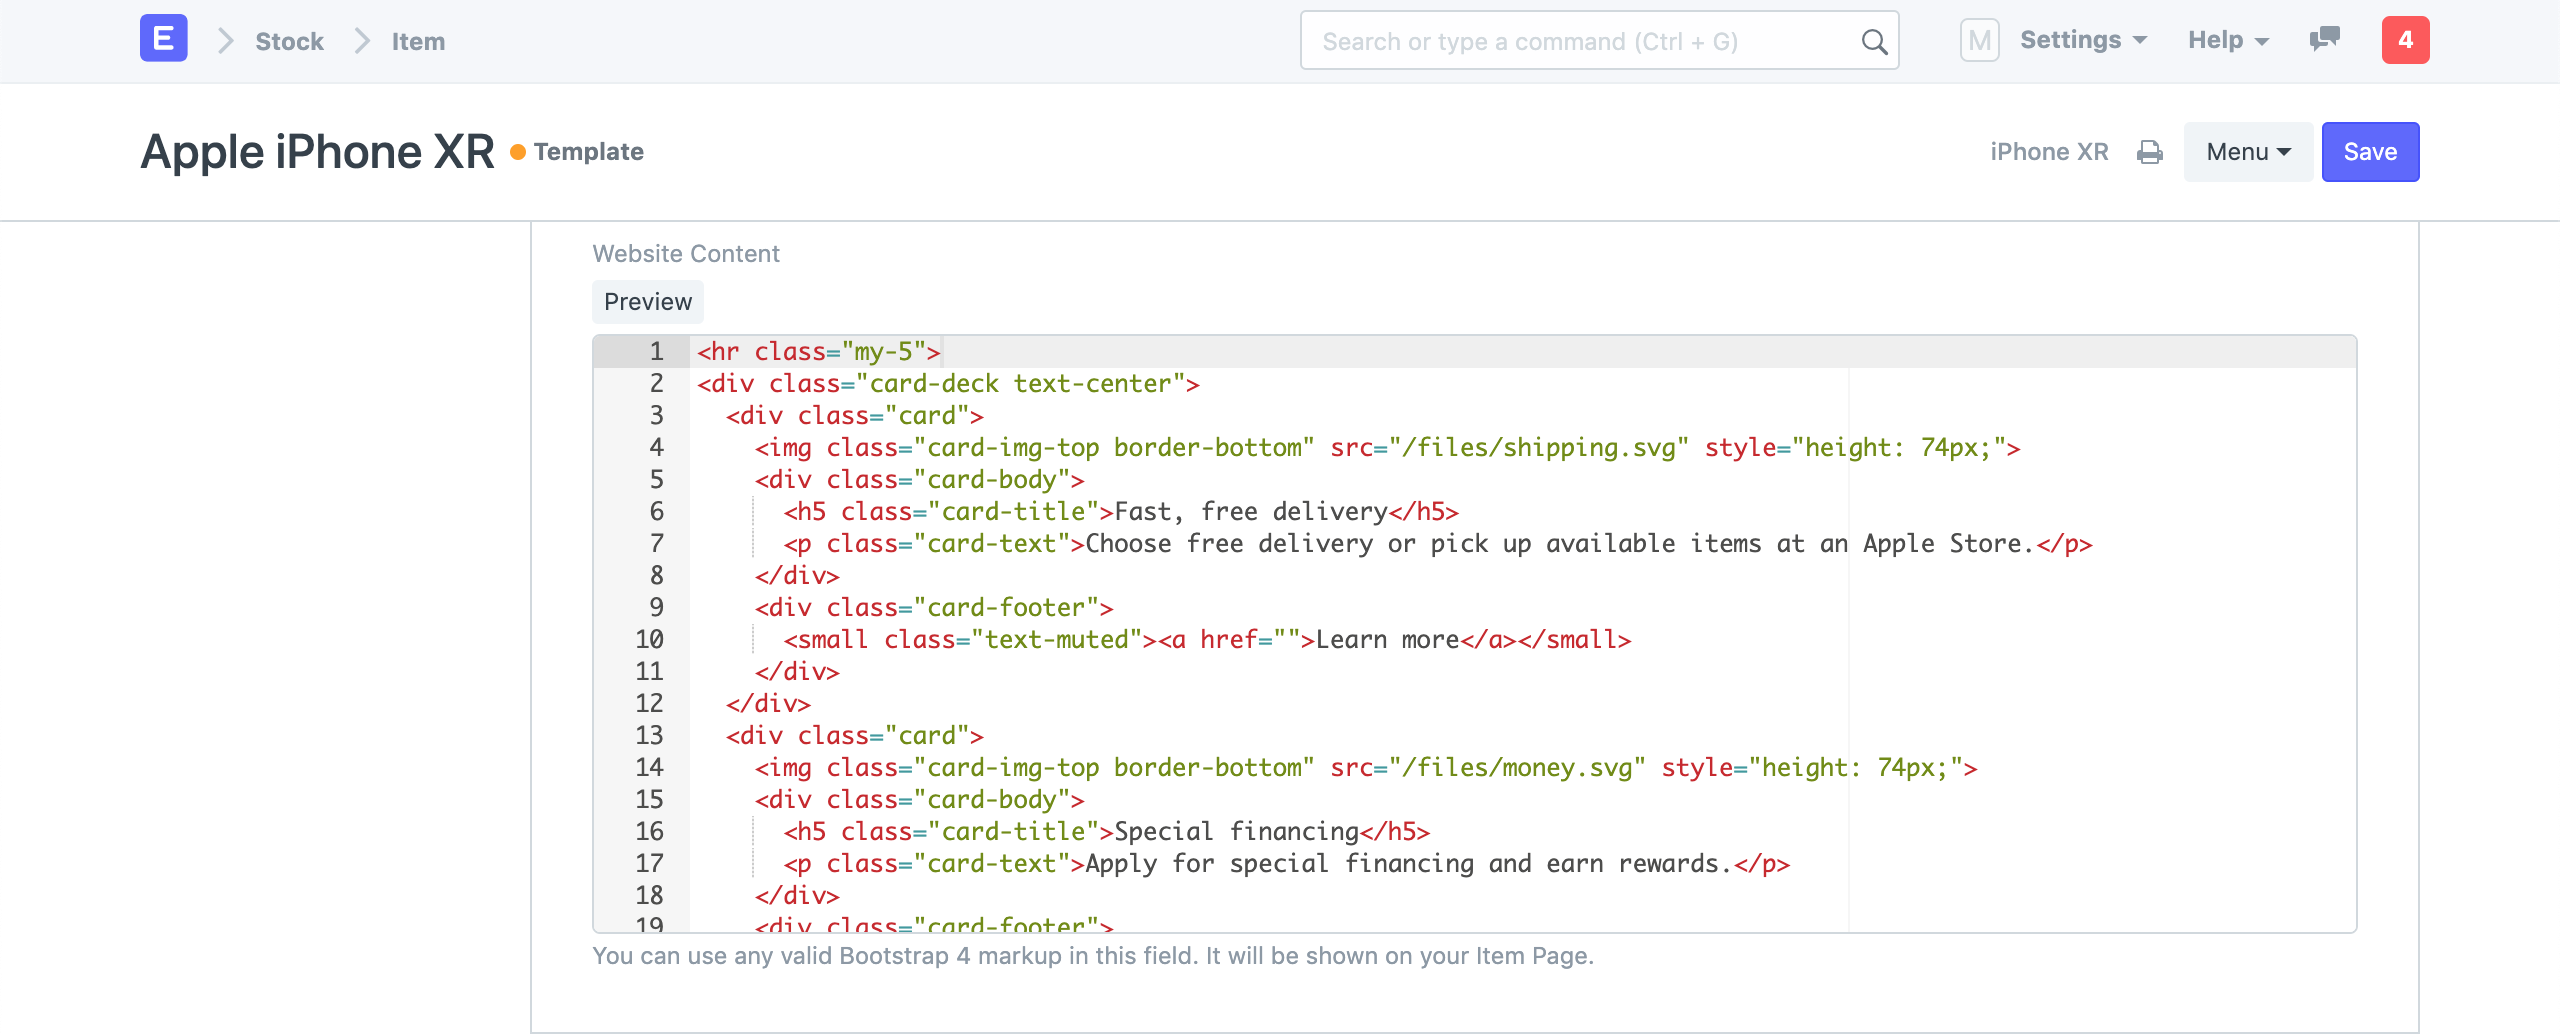 E Stock Item Search or type a command (Ctrl + G) M Settings Help 4
Apple iPhone XR Template iPhone XR Menu Save
Website Content
Preview
1 <hr class="my-5">
2 <div class="card-deck text-center">
3   <div class="card">
4     <img class="card-img-top border-bottom" src="/files/shipping.svg" style="height: 74px;">
5     <div class="card-body">
6       <h5 class="card-title">Fast, free delivery</h5>
7       <p class="card-text">Choose free delivery or pick up available items at an Apple Store.</p>
8     </div>
9     <div class="card-footer">
10       <small class="text-muted"><a href="">Learn more</a></small>
11     </div>
12   </div>
13   <div class="card">
14     <img class="card-img-top border-bottom" src="/files/money.svg" style="height: 74px;">
15     <div class="card-body">
16       <h5 class="card-title">Special financing</h5>
17       <p class="card-text">Apply for special financing and earn rewards.</p>
18     </div>
19     <div class="card-footer">
You can use any valid Bootstrap 4 markup in this field. It will be shown on your Item Page.